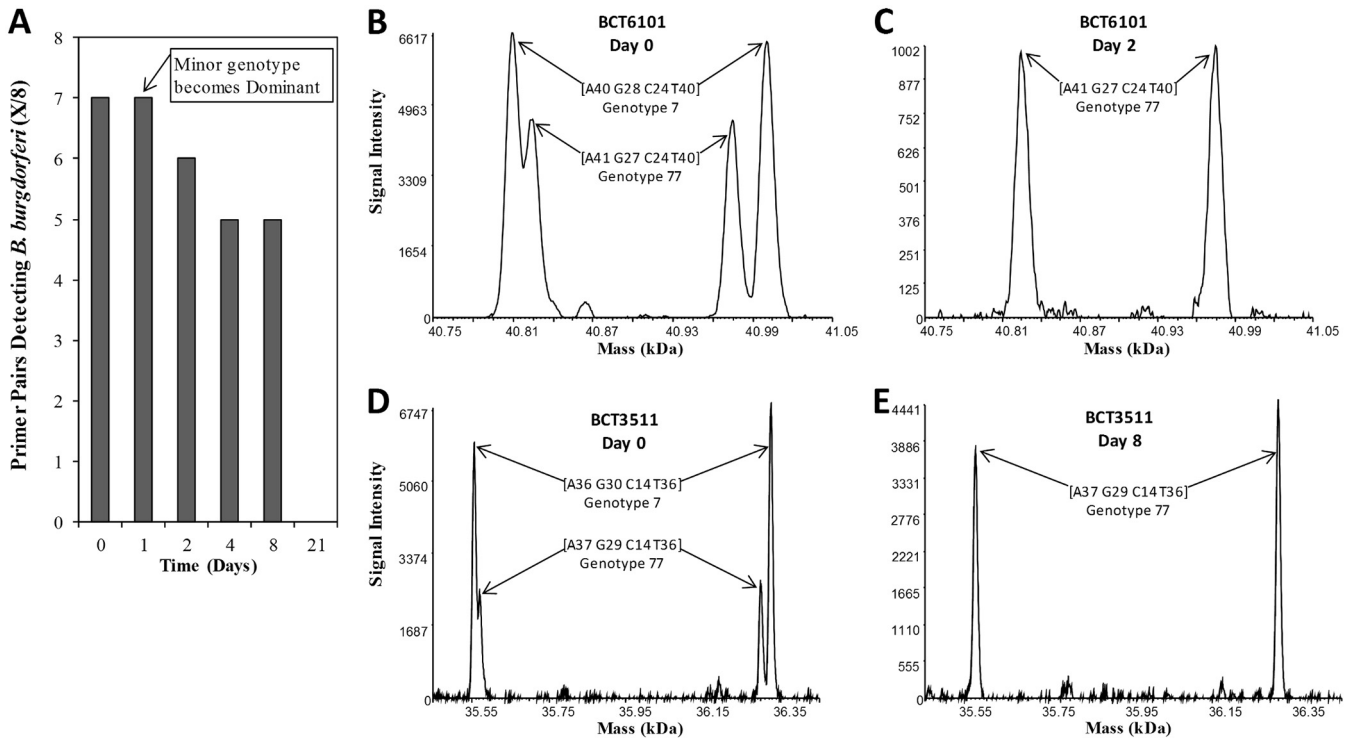 A
Primer Pairs Detecting B. burgdorferi (X/8)
8
7
6
5
4
3
2
1
0
Minor genotype
becomes Dominant
0 1 2 4 8 21
Time (Days)
B
BCT6101
Day 0
Signal Intensity
6617
4963
3309
1654
0
[A40 G28 C24 T40]
Genotype 7
[A41 G27 C24 T40]
Genotype 77
40.75 40.81 40.87 40.93 40.99 41.05
Mass (kDa)
C
BCT6101
Day 2
1002
877
752
626
501
376
250
125
0
[A41 G27 C24 T40]
Genotype 77
40.75 40.81 40.87 40.93 40.99 41.05
Mass (kDa)
D
BCT3511
Day 0
Signal Intensity
6747
5060
3374
1687
0
[A36 G30 C14 T36]
Genotype 7
[A37 G29 C14 T36]
Genotype 77
35.55 35.75 35.95 36.15 36.35
Mass (kDa)
E
BCT3511
Day 8
4441
3886
3331
2776
2221
1665
1110
555
0
[A37 G29 C14 T36]
Genotype 77
35.55 35.75 35.95 36.15 36.35
Mass (kDa)